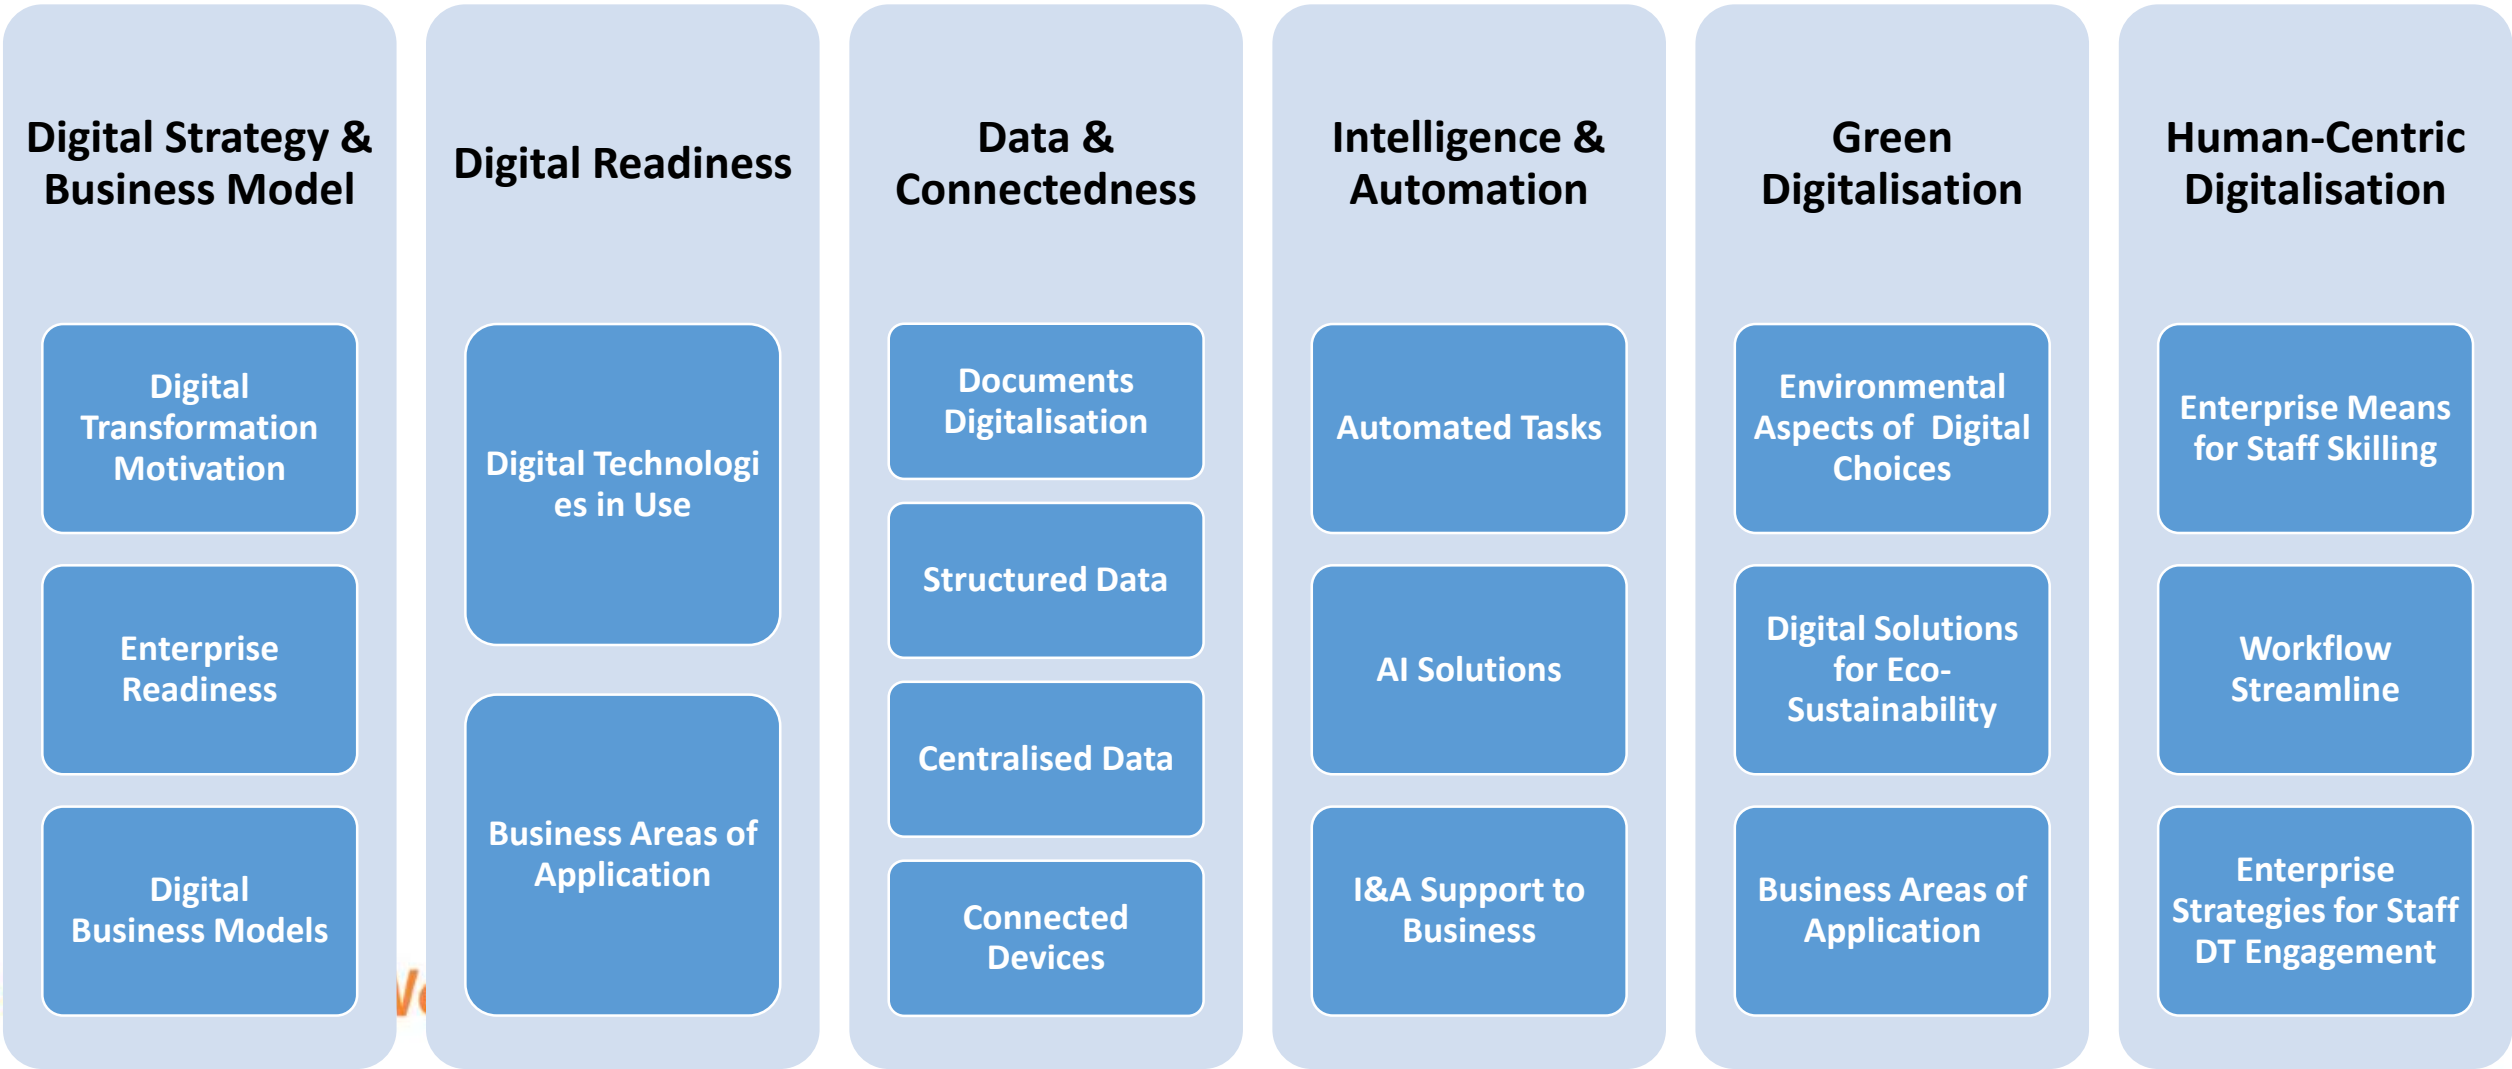 Digital Strategy &
Business Model
Digital
Transformation
Motivation
Enterprise
Readiness
Digital
Business Models
Digital Readiness
Digital Technologi
es in Use
Business Areas of
Application
Data &
Connectedness
Documents
Digitalisation
Structured Data
Centralised Data
Connected
Devices
Intelligence &
Automation
Automated Tasks
AI Solutions
I&A Support to
Business
Green
Digitalisation
Environmental
Aspects of  Digital
Choices
Digital Solutions
for Eco-
Sustainability
Business Areas of
Application
Human-Centric
Digitalisation
Enterprise Means
for Staff Skilling
Workflow
Streamline
Enterprise
Strategies for Staff
DT Engagement